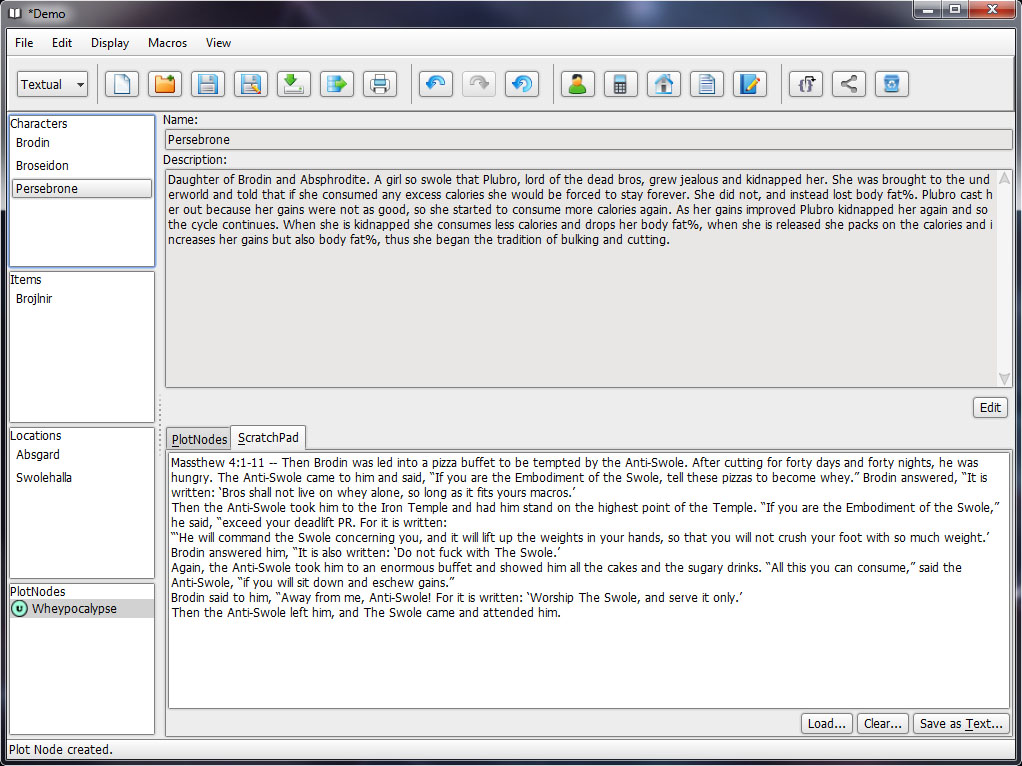 *Demo
File Edit Display Macros View
Textual
Characters
Brodin
Broseidon
Persebrone
Items
Brojlnir
Locations
Absgard
Swolehalla
PlotNodes
u Wheypocalypse
Name:
Persebrone
Description:
Daughter of Brodin and Absphrodite. A girl so swole that Plubro, lord of the dead bros, grew jealous and kidnapped her. She was brought to the und
erworld and told that if she consumed any excess calories she would be forced to stay forever. She did not, and instead lost body fat%. Plubro cast h
er out because her gains were not as good, so she started to consume more calories again. As her gains improved Plubro kidnapped her again and so
the cycle continues. When she is kidnapped she consumes less calories and drops her body fat%, when she is released she packs on the calories and i
ncreases her gains but also body fat%, thus she began the tradition of bulking and cutting.
Edit
PlotNodes ScratchPad
Massthew 4:1-11 -- Then Brodin was led into a pizza buffet to be tempted by the Anti-Swole. After cutting for forty days and forty nights, he was
hungry. The Anti-Swole came to him and said, “If you are the Embodiment of the Swole, tell these pizzas to become whey.” Brodin answered, “It is
written: ‘Bros shall not live on whey alone, so long as it fits yours macros.’
Then the Anti-Swole took him to the Iron Temple and had him stand on the highest point of the Temple. “If you are the Embodiment of the Swole,”
he said, “exceed your deadlift PR. For it is written:
“‘He will command the Swole concerning you, and it will lift up the weights in your hands, so that you will not crush your foot with so much weight.’
Brodin answered him, “It is also written: ‘Do not fuck with The Swole.’
Again, the Anti-Swole took him to an enormous buffet and showed him all the cakes and the sugary drinks. “All this you can consume,” said the
Anti-Swole, “if you will sit down and eschew gains.”
Brodin said to him, “Away from me, Anti-Swole! For it is written: ‘Worship The Swole, and serve it only.’
Then the Anti-Swole left him, and The Swole came and attended him.
Load... Clear... Save as Text...
Plot Node created.